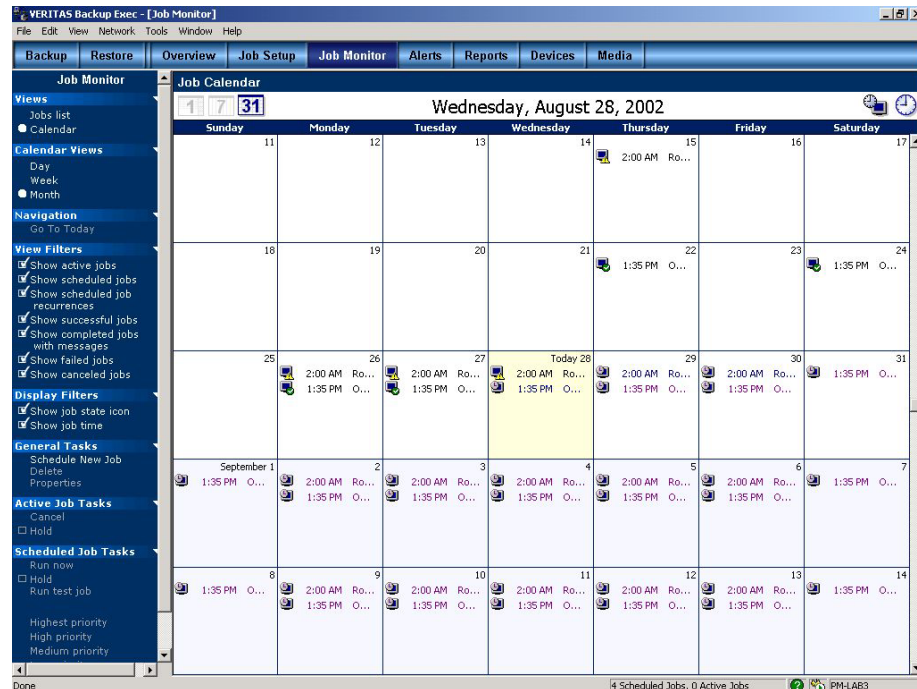 VERITAS Backup Exec - [Job Monitor]
File Edit View Network Tools Window Help
Backup Restore Overview Job Setup Job Monitor Alerts Reports Devices Media
Job Monitor
Views
Jobs list
Calendar
Calendar Views
Day
Week
Month
Navigation
Go To Today
View Filters
Show active jobs
Show scheduled jobs
Show scheduled job
recurrences
Show successful jobs
Show completed jobs
with messages
Show failed jobs
Show canceled jobs
Display Filters
Show job state icon
Show job time
General Tasks
Schedule New Job
Delete
Properties
Active Job Tasks
Cancel
Hold
Scheduled Job Tasks
Run now
Hold
Run test job
Highest priority
High priority
Medium priority
Job Calendar
1 7 31 Wednesday, August 28, 2002
Sunday Monday Tuesday Wednesday Thursday Friday Saturday
11 12 13 14 15 16 17
2:00 AM Ro...
18 19 20 21 22 23 24
1:35 PM O... 1:35 PM O...
25 26 27 Today 28 29 30 31
2:00 AM Ro... 2:00 AM Ro... 2:00 AM Ro... 2:00 AM Ro... 2:00 AM Ro... 1:35 PM O...
1:35 PM O... 1:35 PM O... 1:35 PM O... 1:35 PM O... 1:35 PM O...
September 1 2 3 4 5 6 7
1:35 PM O... 2:00 AM Ro... 2:00 AM Ro... 2:00 AM Ro... 2:00 AM Ro... 2:00 AM Ro... 1:35 PM O...
1:35 PM O... 1:35 PM O... 1:35 PM O... 1:35 PM O... 1:35 PM O...
8 9 10 11 12 13 14
1:35 PM O... 2:00 AM Ro... 2:00 AM Ro... 2:00 AM Ro... 2:00 AM Ro... 2:00 AM Ro... 1:35 PM O...
1:35 PM O... 1:35 PM O... 1:35 PM O... 1:35 PM O... 1:35 PM O...
Done 4 Scheduled Jobs, 0 Active Jobs PM-LAB3